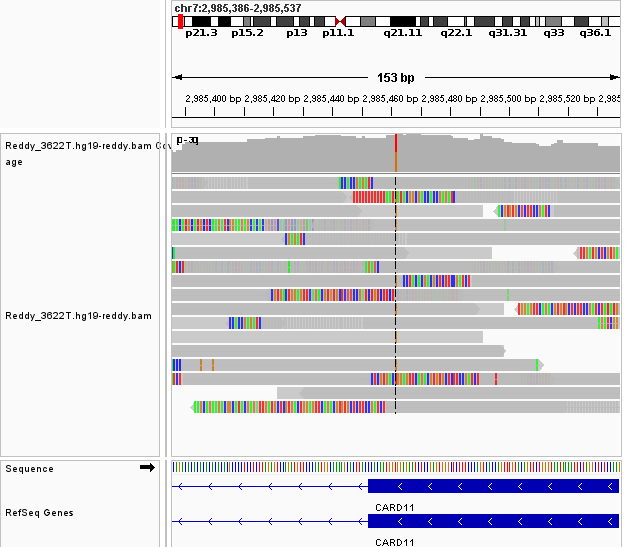 chr7:2,985,386-2,985,537
p21.3 p15.2 p13 p11.1 q21.11 q22.1 q31.31 q33 q36.1
153 bp
2,985,400 bp 2,985,420 bp 2,985,440 bp 2,985,460 bp 2,985,480 bp 2,985,500 bp 2,985,520 bp 2,985
Reddy_3622T.hg19-reddy.bam Cov
age
Reddy_3622T.hg19-reddy.bam
Sequence
CARD11
RefSeq Genes
CARD11